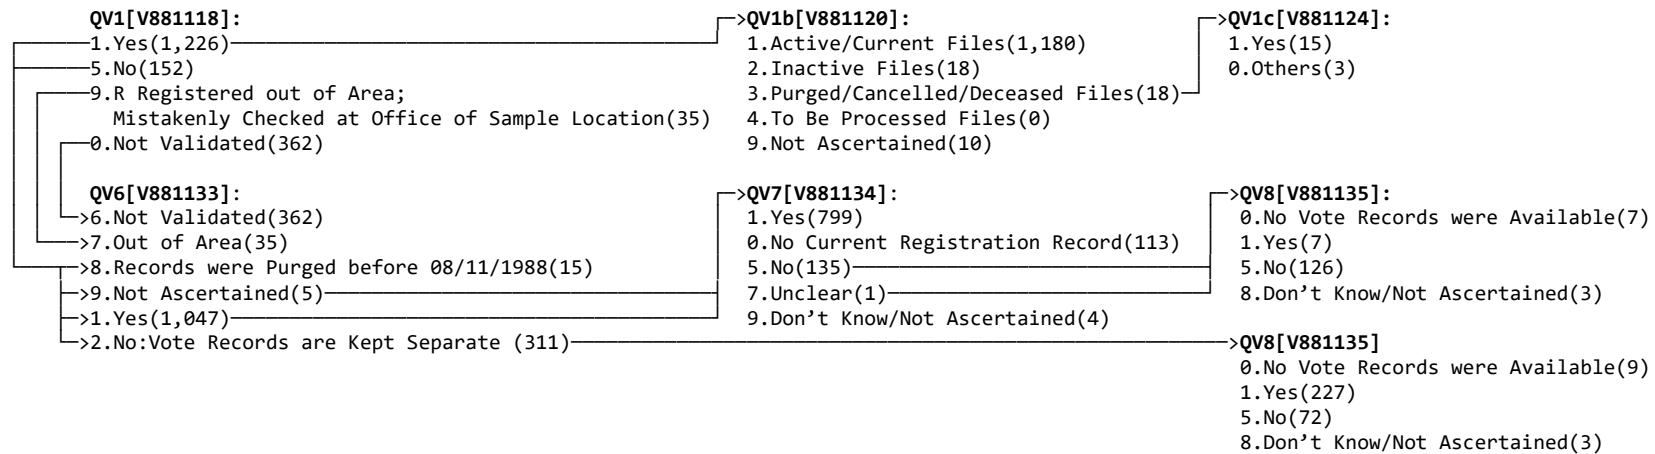 QV1[V881118]:
1.Yes(1,226)
5.No(152)
9.R Registered out of Area;
Mistakenly Checked at Office of Sample Location(35)
0.Not Validated(362)
QV1b[V881120]:
1.Active/Current Files(1,180)
2.Inactive Files(18)
3.Purged/Cancelled/Deceased Files(18)
4.To Be Processed Files(0)
9.Not Ascertained(10)
QV1c[V881124]:
1.Yes(15)
0.Others(3)
QV6[V881133]:
6.Not Validated(362)
7.Out of Area(35)
8.Records were Purged before 08/11/1988(15)
9.Not Ascertained(5)
1.Yes(1,047)
2.No:Vote Records are Kept Separate (311)
QV7[V881134]:
1.Yes(799)
0.No Current Registration Record(113)
5.No(135)
7.Unclear(1)
9.Don't Know/Not Ascertained(4)
QV8[V881135]:
0.No Vote Records were Available(7)
1.Yes(7)
5.No(126)
8.Don't Know/Not Ascertained(3)
QV8[V881135]
0.No Vote Records were Available(9)
1.Yes(227)
5.No(72)
8.Don't Know/Not Ascertained(3)